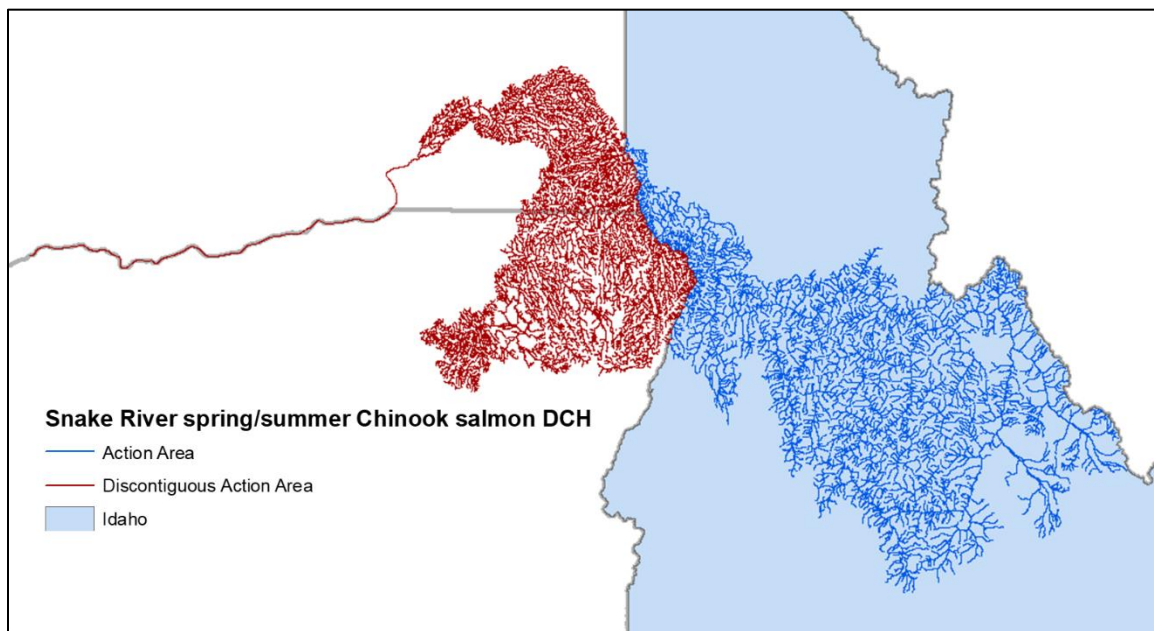 Snake River spring/summer Chinook salmon DCH
Action Area
Discontiguous Action Area
Idaho